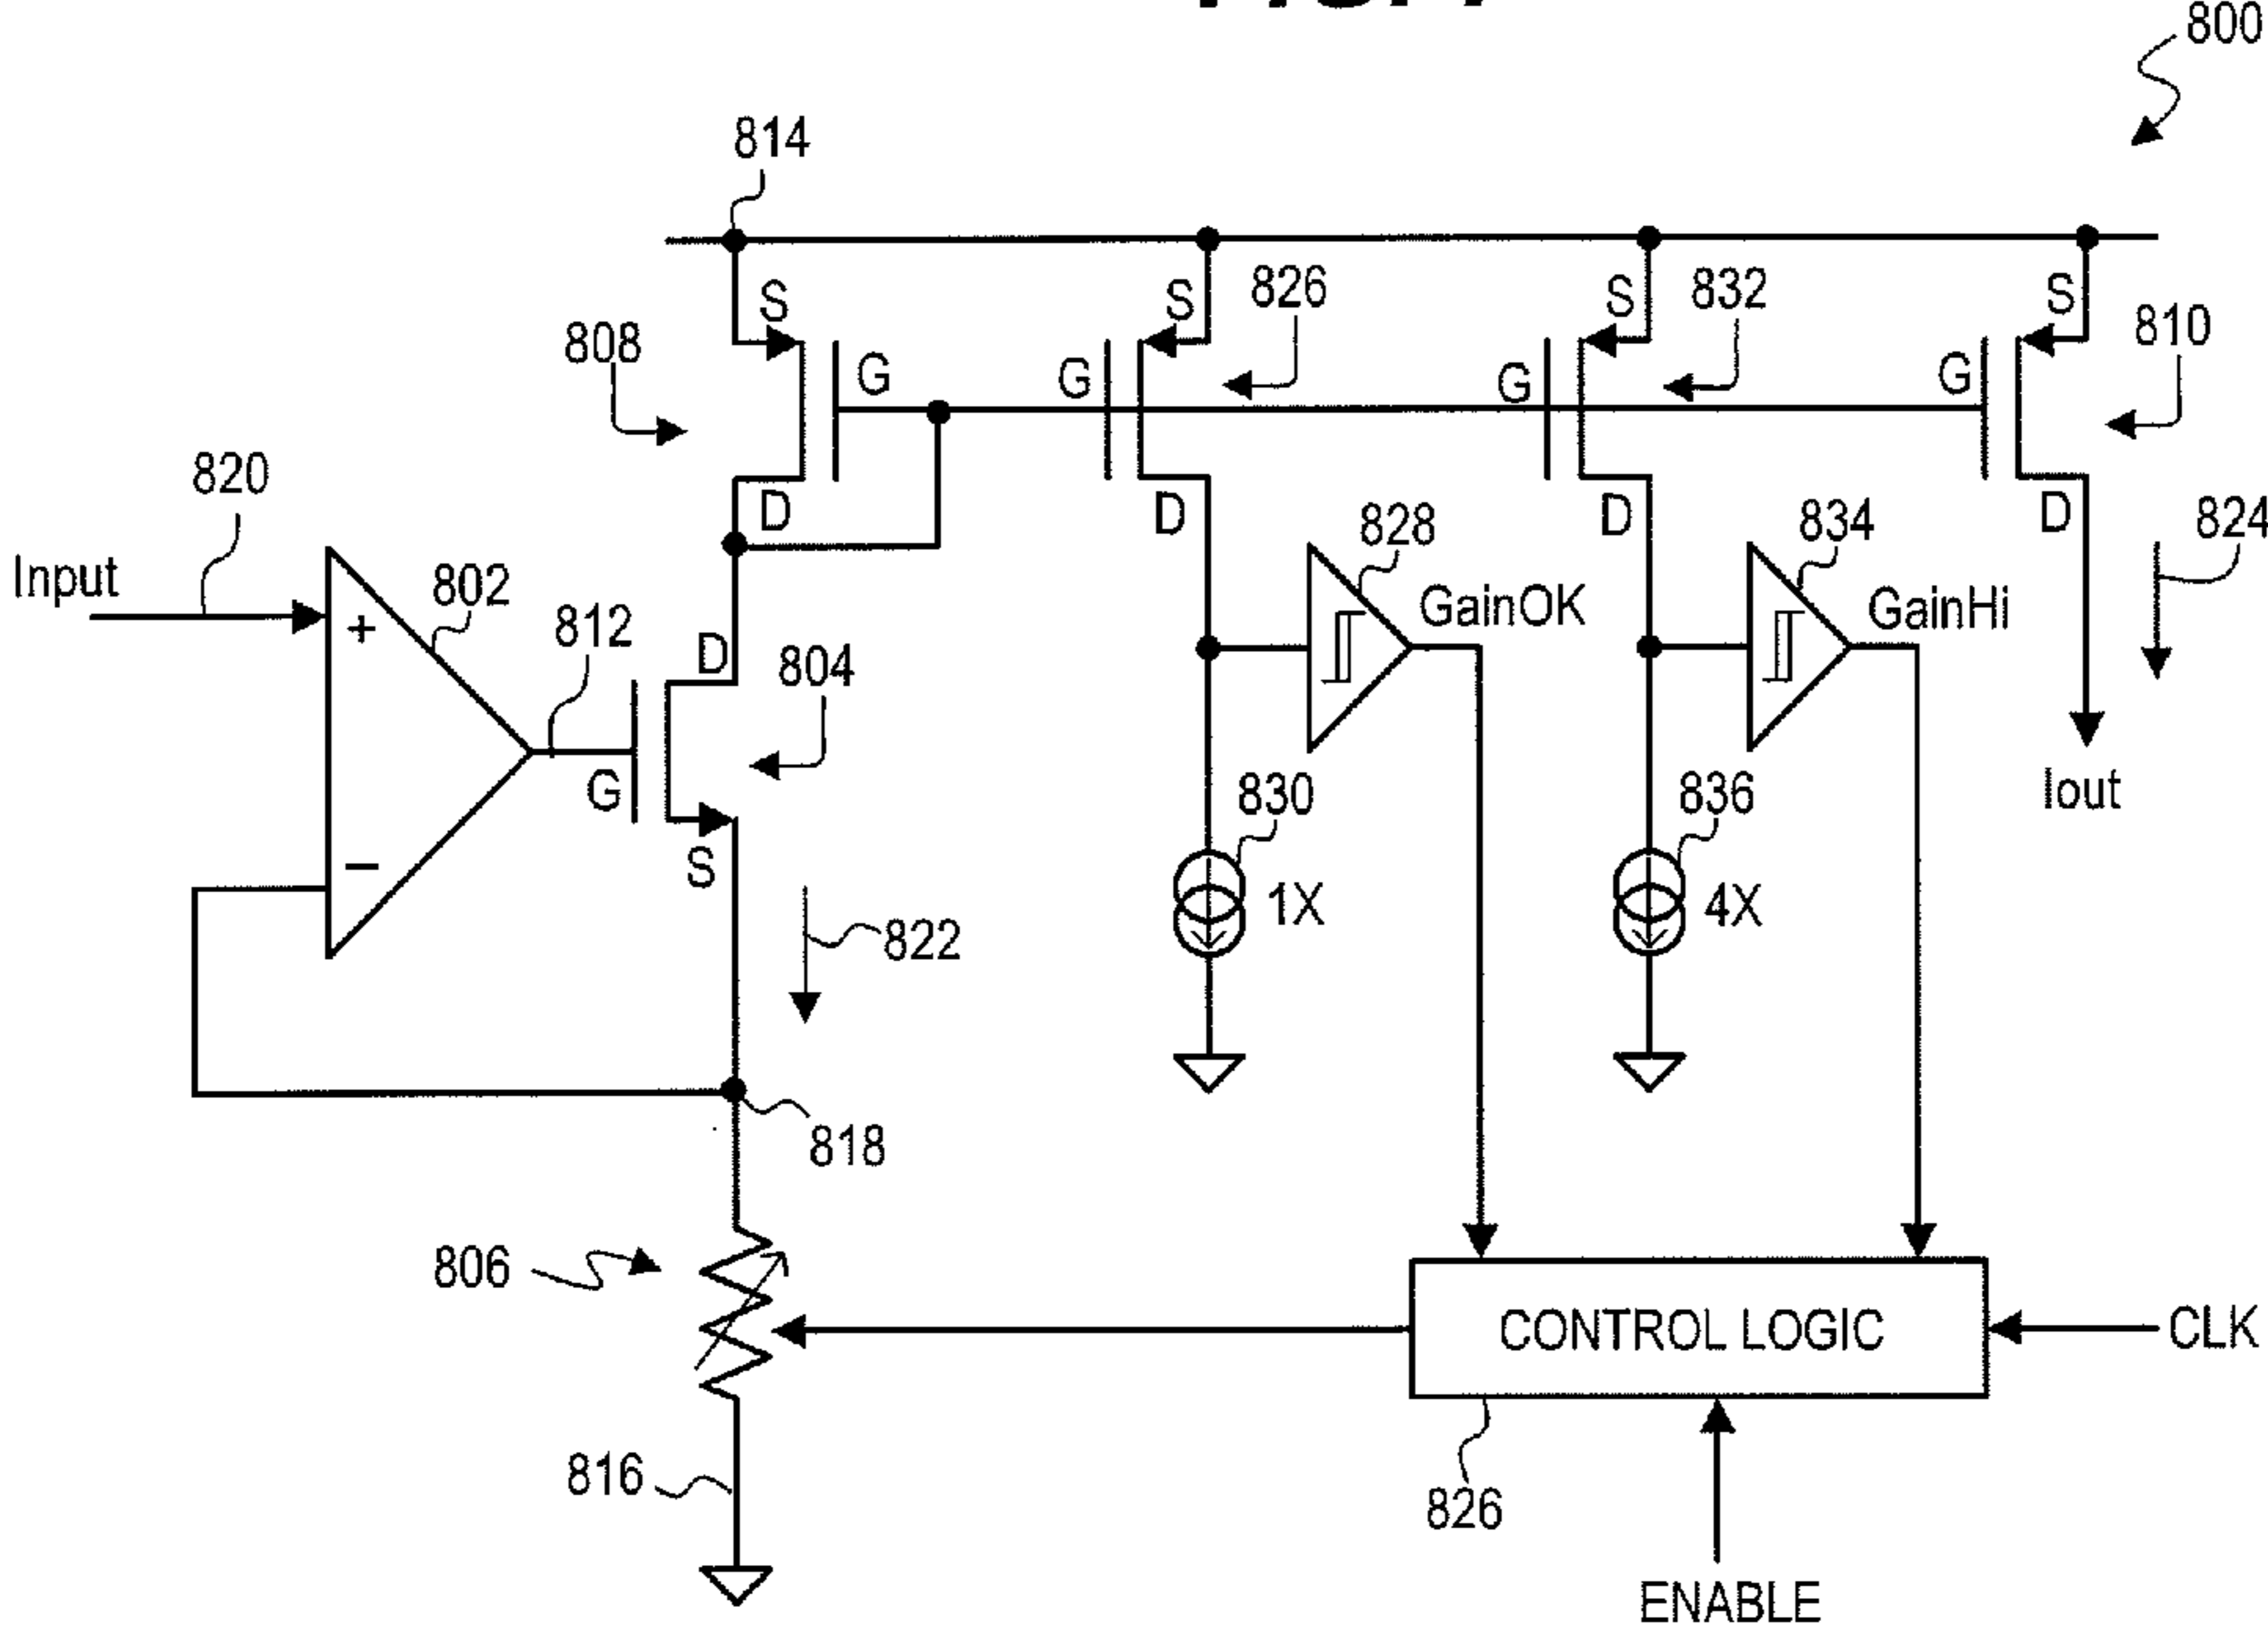 800
814
S
S
826
S
832
S
810
808
G
G
G
G
820
D
D
828
D
834
D
824
Input
+
802
812
D
804
GainOK
GainHi
G
830
836
Iout
–
S
1X
4X
822
818
806
CONTROL LOGIC
CLK
816
826
ENABLE